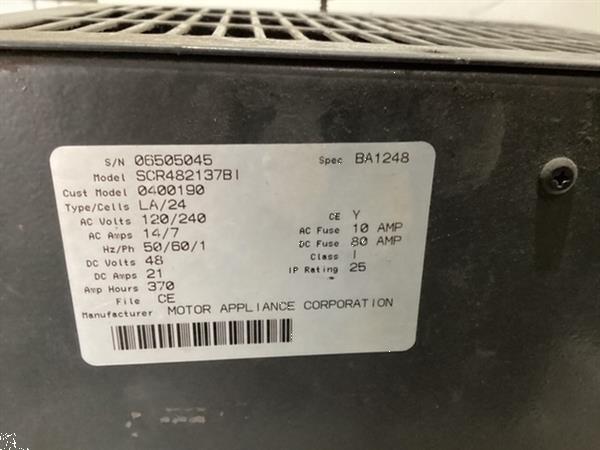 S/N 06505045 Spec BA1248
Model SCR482137BI
Cust Model 0400190
Type/Cells LA/24
AC Volts 120/240 CE Y
AC Amps 14/7 AC Fuse 10 AMP
Hz/Ph 50/60/1 DC Fuse 80 AMP
DC Volts 48 Class I
DC Amps 21 IP Rating 25
Amp Hours 370
File CE
Manufacturer MOTOR APPLIANCE CORPORATION